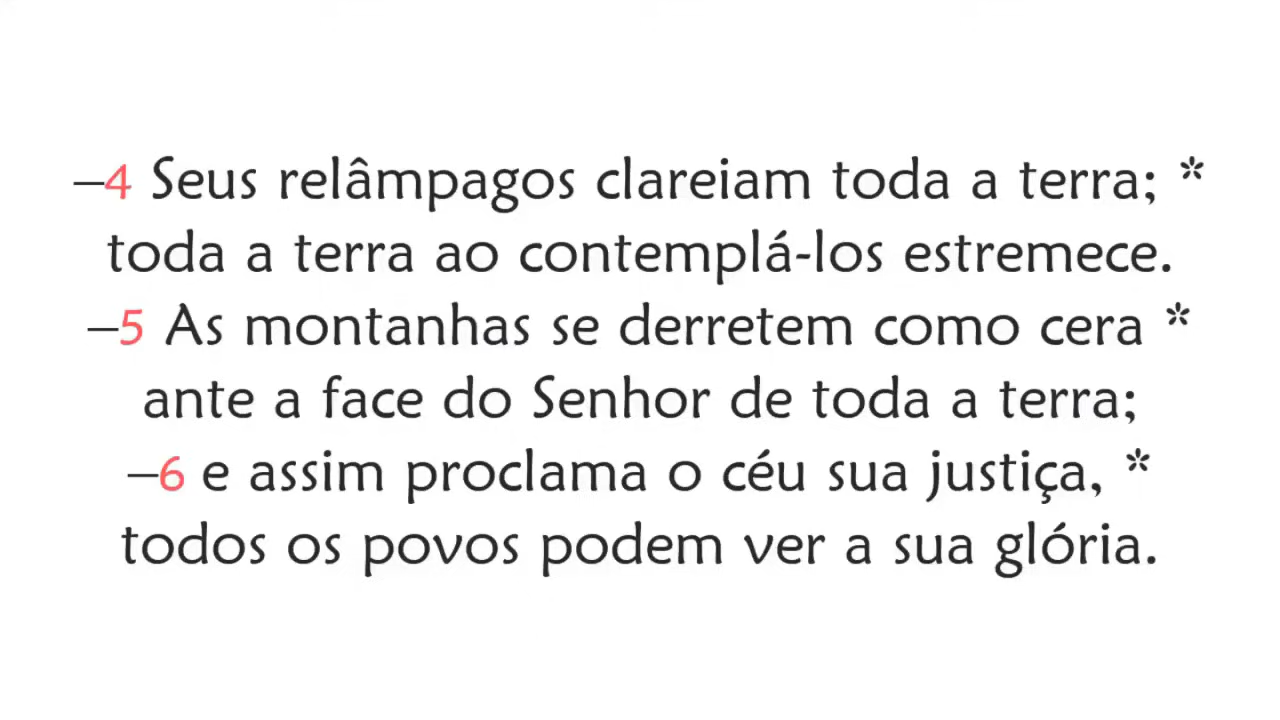 –4 Seus relâmpagos clareiam toda a terra; *
toda a terra ao contemplá-los estremece.
–5 As montanhas se derretem como cera *
ante a face do Senhor de toda a terra;
–6 e assim proclama o céu sua justiça, *
todos os povos podem ver a sua glória.